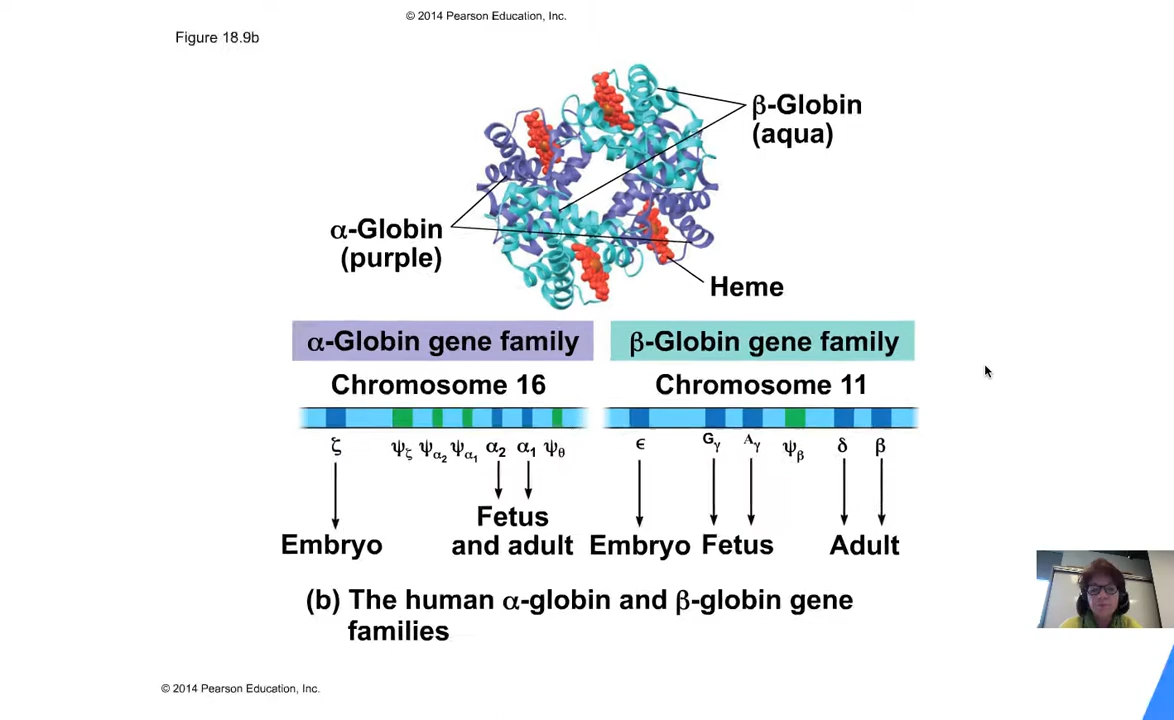 © 2014 Pearson Education, Inc.
Figure 18.9b
β-Globin
(aqua)
α-Globin
(purple)
Heme
α-Globin gene family
β-Globin gene family
Chromosome 16
Chromosome 11
ζ ψζ ψα2 ψα1 α2 α1 ψθ
ϵ Gγ Aγ ψβ δ β
Fetus
and adult
Embryo
Embryo Fetus Adult
(b) The human α-globin and β-globin gene
families
© 2014 Pearson Education, Inc.